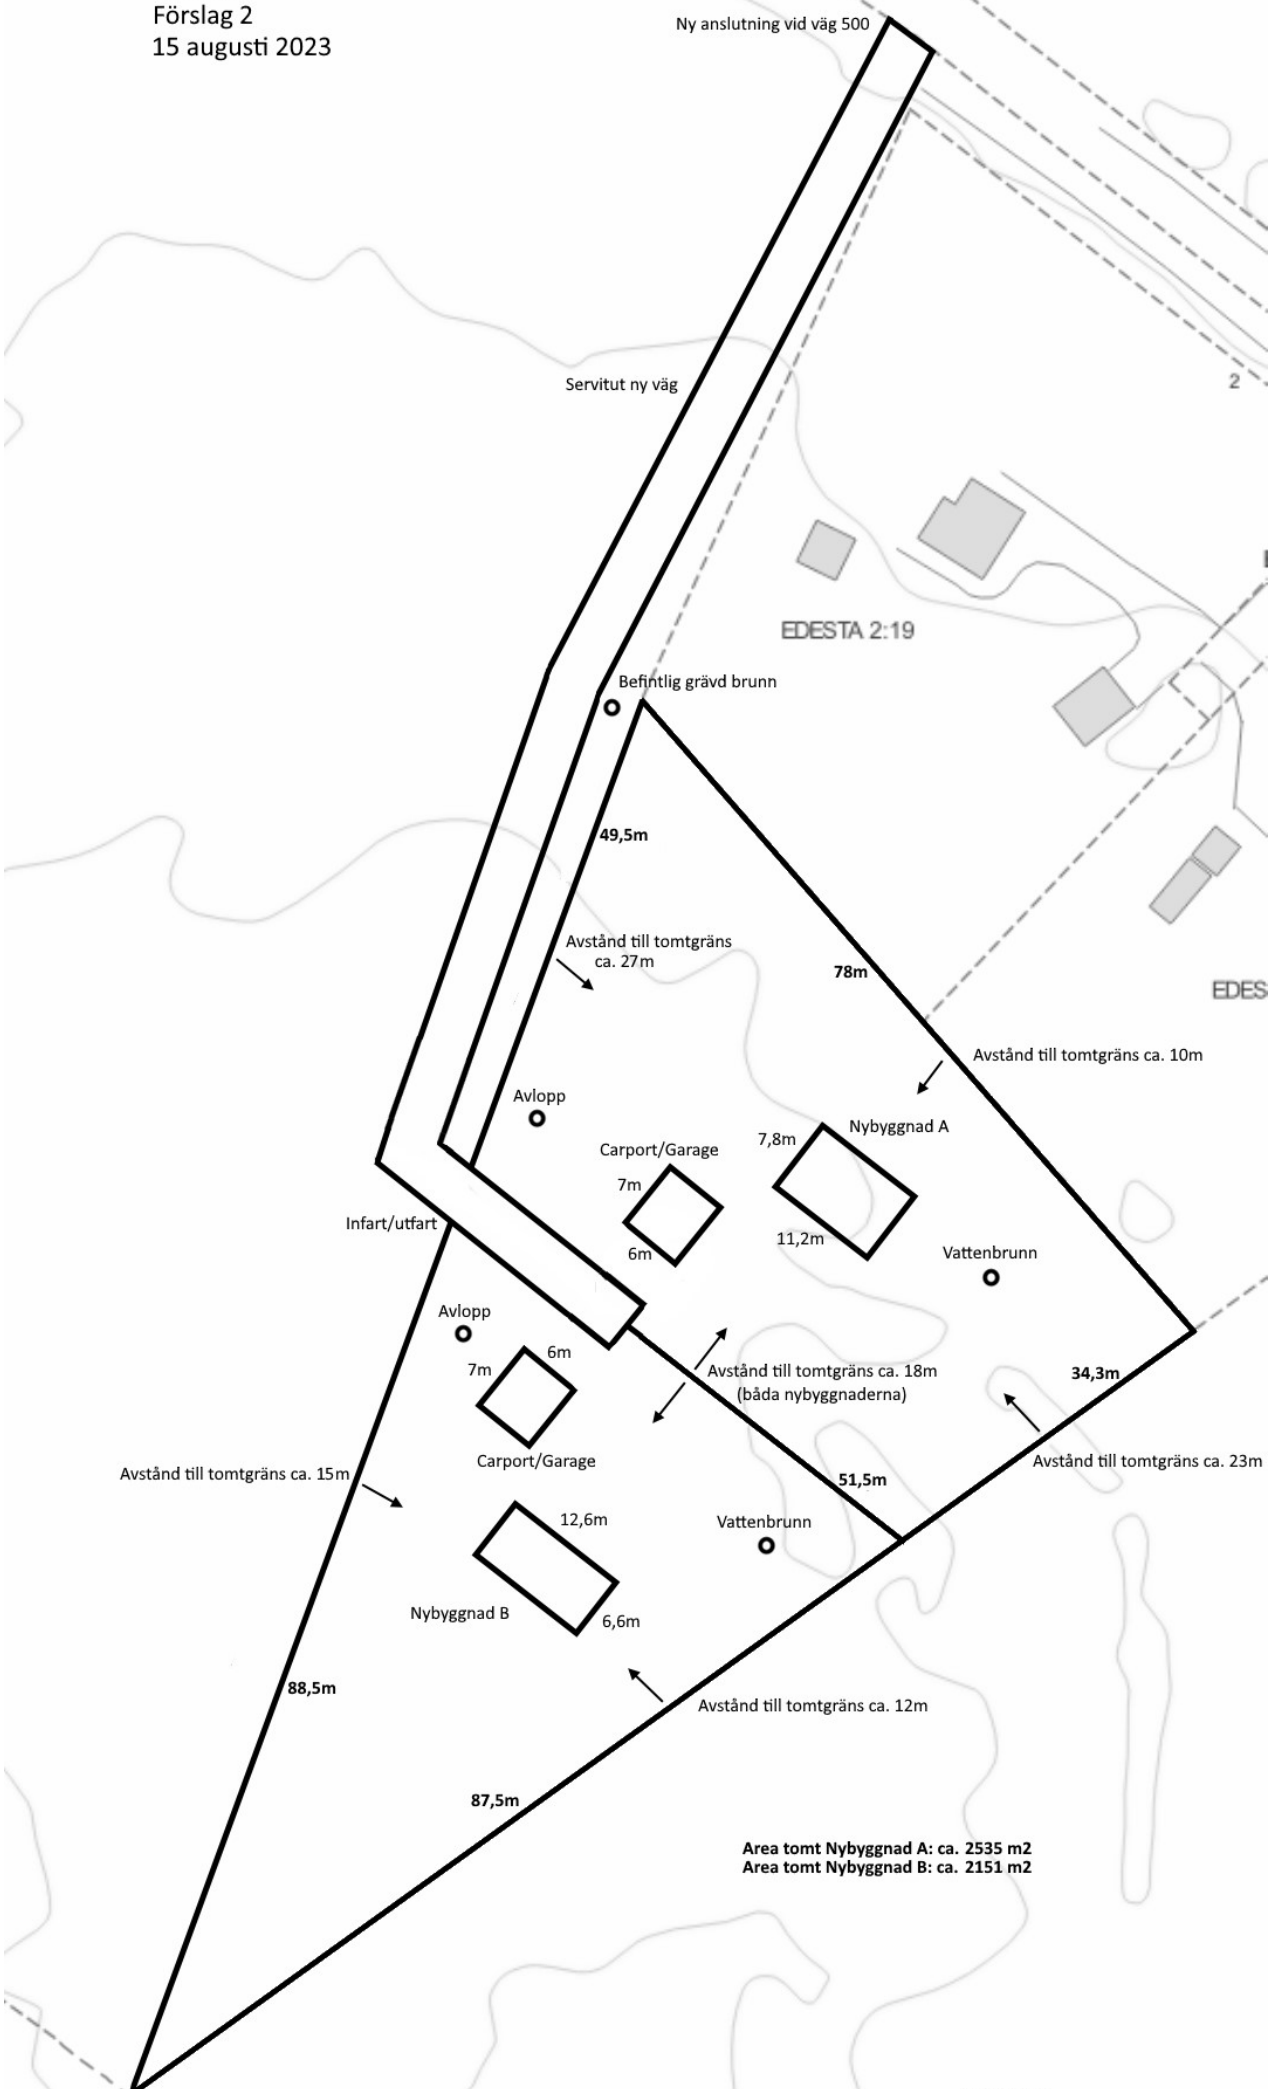 Förslag 2
15 augusti 2023
Ny anslutning vid väg 500
2
Servitut ny väg
EDESTA 2:19
Befintlig grävd brunn
49,5m
Avstånd till tomtgräns
ca. 27m
78m
EDES
Avstånd till tomtgräns ca. 10m
Avlopp
Nybyggnad A
7,8m
Carport/Garage
7m
Infart/utfart
11,2m
6m
Vattenbrunn
Avlopp
6m
7m
Avstånd till tomtgräns ca. 18m
(båda nybyggnaderna)
34,3m
Carport/Garage
Avstånd till tomtgräns ca. 23m
Avstånd till tomtgräns ca. 15m
51,5m
12,6m
Vattenbrunn
Nybyggnad B
6,6m
88,5m
Avstånd till tomtgräns ca. 12m
87,5m
Area tomt Nybyggnad A: ca. 2535 m2
Area tomt Nybyggnad B: ca. 2151 m2